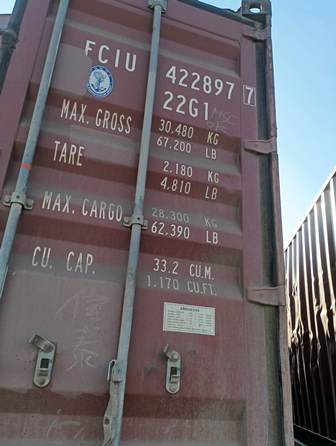 FCIU 422897 7
22G1
MAX. GROSS 30.480 KG
67.200 LB
TARE 2.180 KG
4.810 LB
MAX. CARGO 28.300 KG
62.390 LB
CU. CAP. 33.2 CU.M.
1.170 CU.FT.